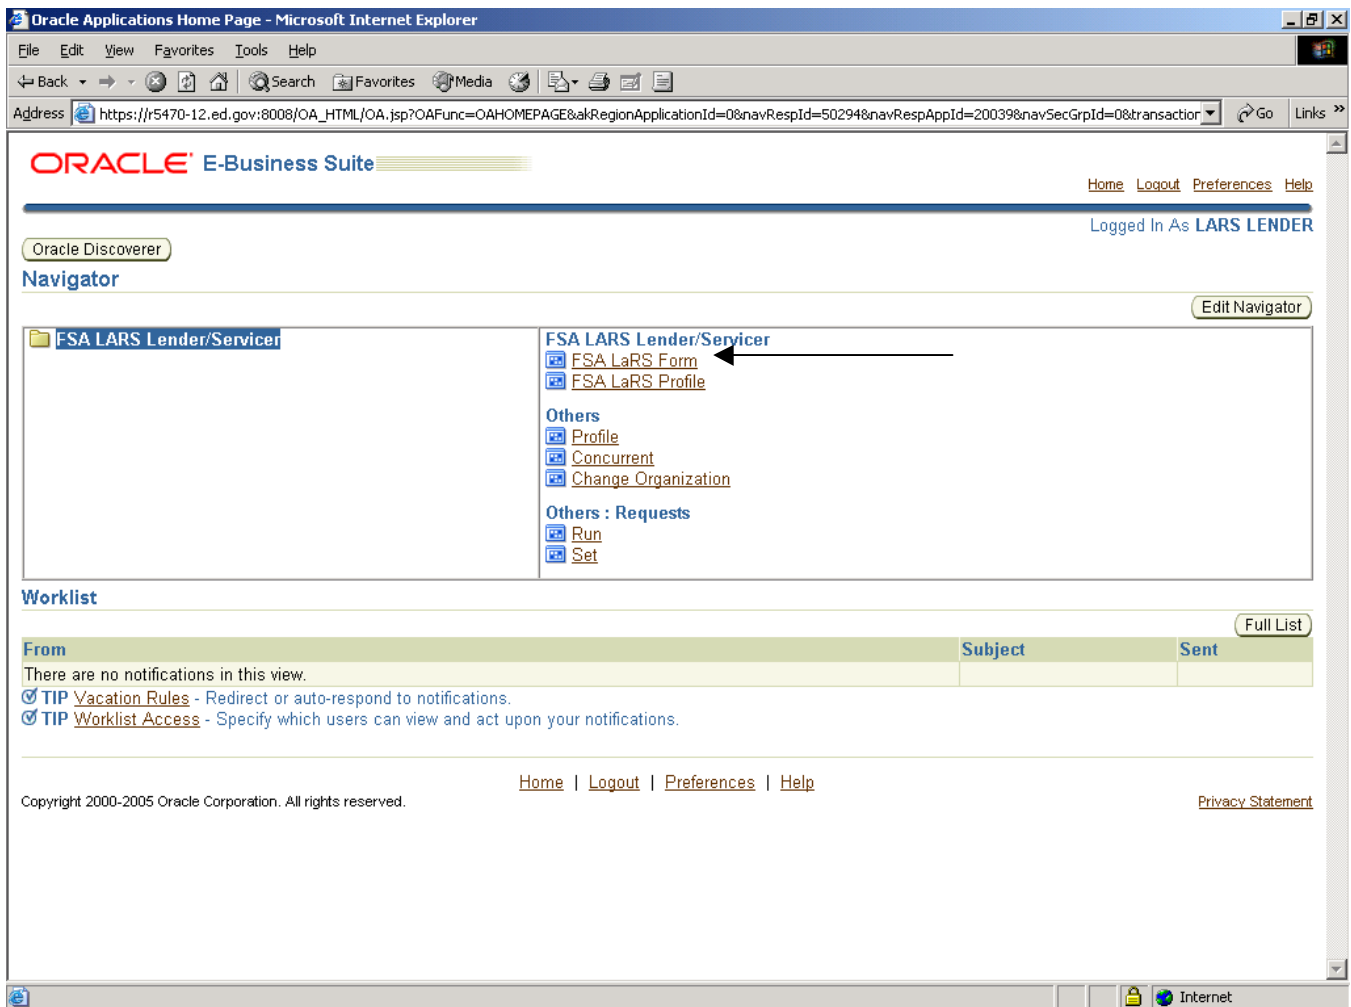 Oracle Applications Home Page - Microsoft Internet Explorer
File Edit View Favorites Tools Help
Back Search Favorites Media
Address https://r5470-12.ed.gov:8008/OA_HTML/OA.jsp?OAFunc=OAHOMEPAGE&akRegionApplicationId=0&navRespId=50294&navRespAppId=20039&navSecGrpId=0&transaction Go Links »
ORACLE E-Business Suite
Home Logout Preferences Help
Logged In As LARS LENDER
Oracle Discoverer
Navigator
Edit Navigator
FSA LARS Lender/Servicer
FSA LARS Lender/Servicer
FSA LaRS Form
FSA LaRS Profile
Others
Profile
Concurrent
Change Organization
Others : Requests
Run
Set
Worklist
Full List
From Subject Sent
There are no notifications in this view.
TIP Vacation Rules - Redirect or auto-respond to notifications.
TIP Worklist Access - Specify which users can view and act upon your notifications.
Home | Logout | Preferences | Help
Copyright 2000-2005 Oracle Corporation. All rights reserved.
Privacy Statement
Internet